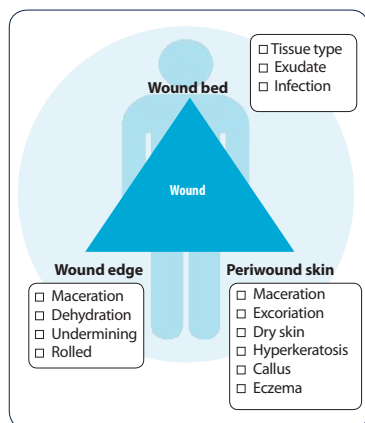 ☐ Tissue type
☐ Exudate
☐ Infection
Wound bed
Wound
Wound edge
☐ Maceration
☐ Dehydration
☐ Undermining
☐ Rolled
Periwound skin
☐ Maceration
☐ Excoriation
☐ Dry skin
☐ Hyperkeratosis
☐ Callus
☐ Eczema